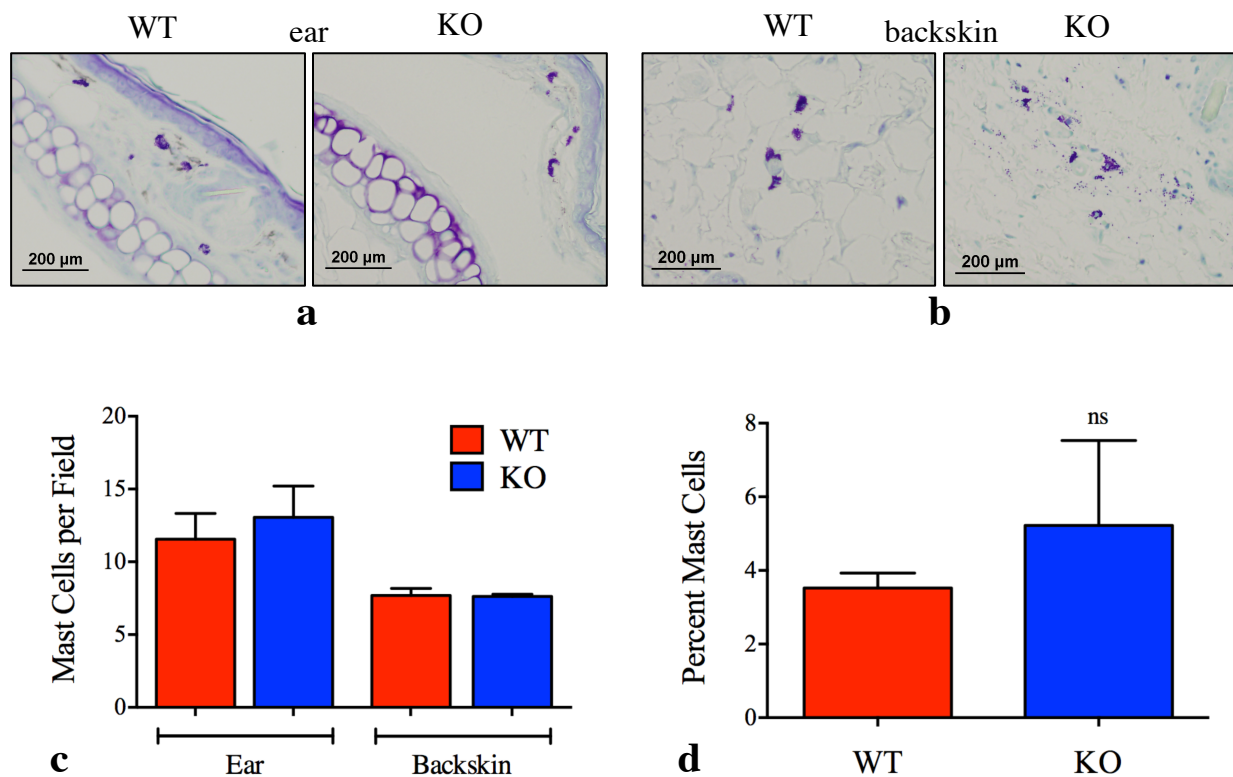 WT ear KO
200 µm
200 µm
a
WT backskin KO
200 µm
200 µm
b
Mast Cells per Field
20
15
10
5
0
WT
KO
Ear
Backskin
c
Percent Mast Cells
8
6
4
2
0
ns
WT
KO
d